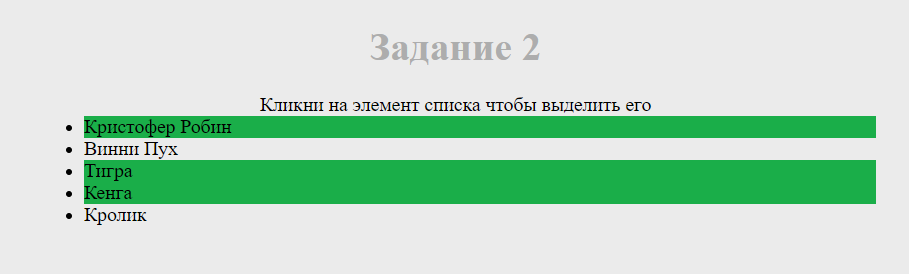 Задание 2
Кликни на элемент списка чтобы выделить его
Кристофер Робин
Винни Пух
Тигра
Кенга
Кролик